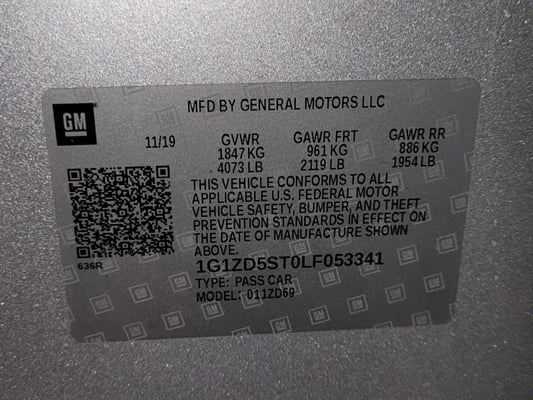 GM
MFD BY GENERAL MOTORS LLC
11/19 GVWR GAWR FRT GAWR RR
1847 KG 961 KG 886 KG
4073 LB 2119 LB 1954 LB
THIS VEHICLE CONFORMS TO ALL
APPLICABLE U.S. FEDERAL MOTOR
VEHICLE SAFETY, BUMPER, AND THEFT
PREVENTION STANDARDS IN EFFECT ON
THE DATE OF MANUFACTURE SHOWN
ABOVE.
636R
1G1ZD5ST0LF053341
TYPE: PASS CAR
MODEL: 011ZD69